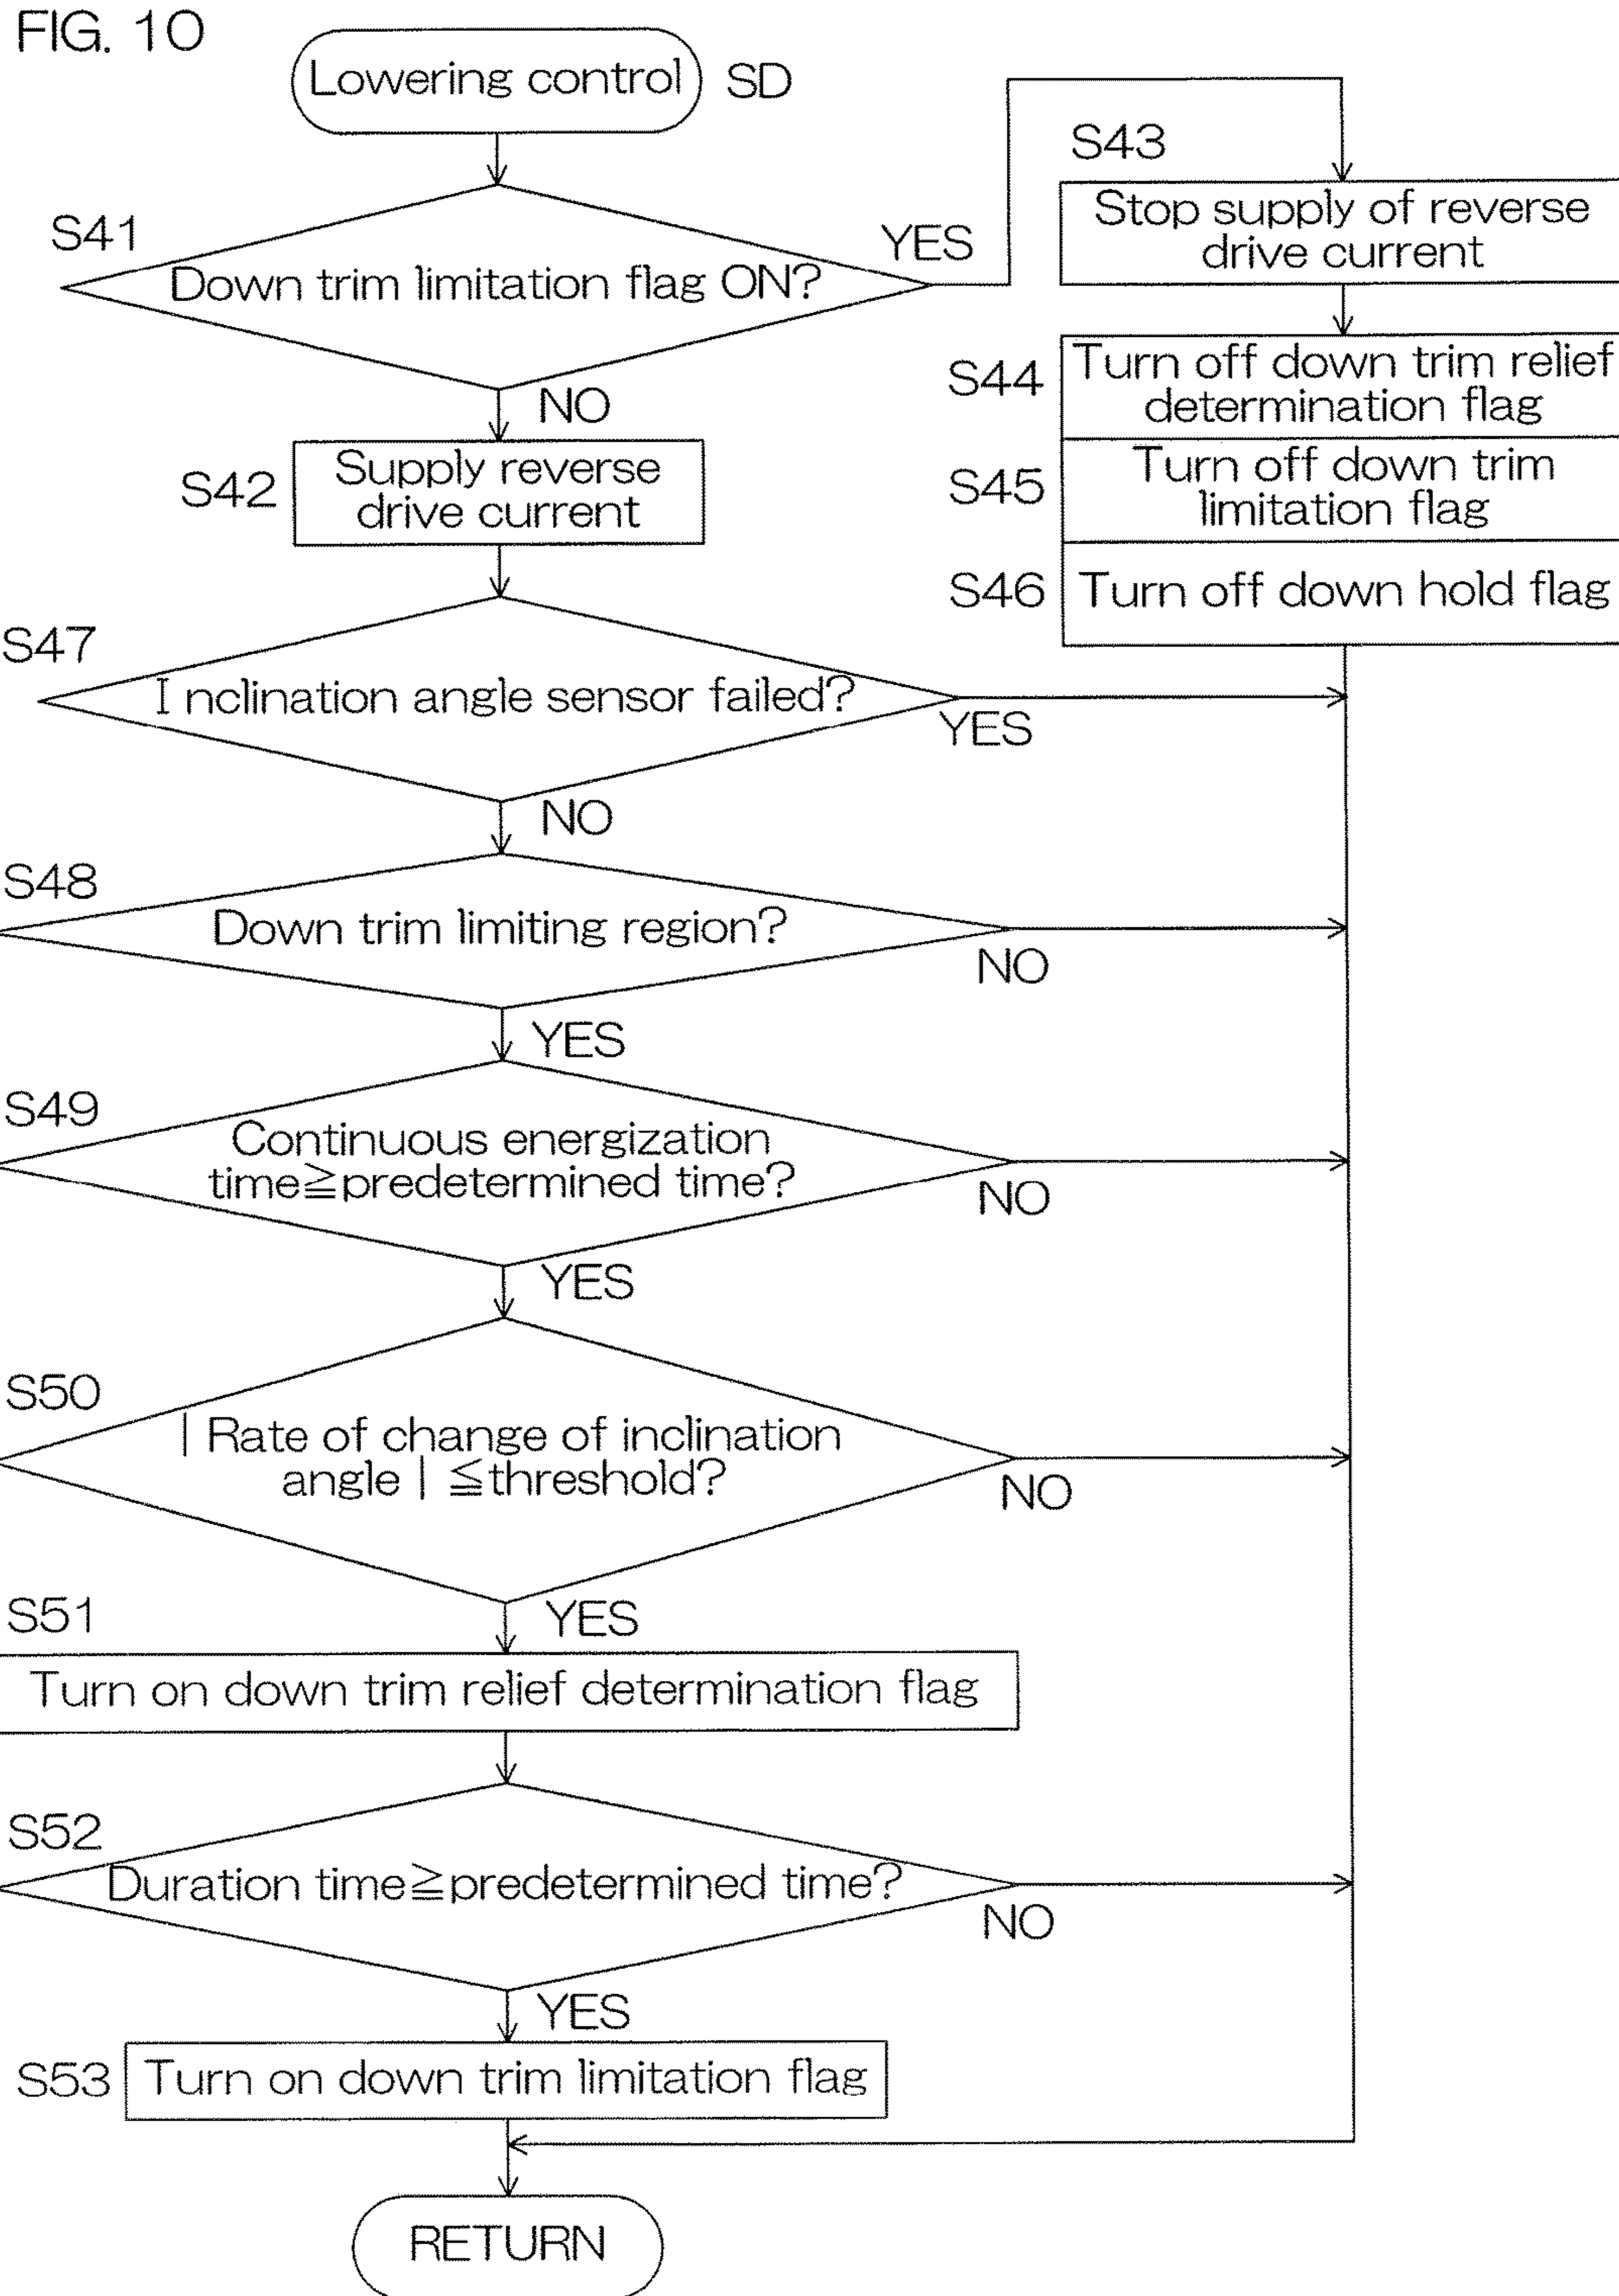 FIG. 10
Lowering control
SD
S41
Down trim limitation flag ON?
YES
NO
S43
Stop supply of reverse
drive current
S44
Turn off down trim relief
determination flag
S45
Turn off down trim
limitation flag
S46
Turn off down hold flag
S42
Supply reverse
drive current
S47
I nclination angle sensor failed?
YES
NO
S48
Down trim limiting region?
NO
YES
S49
Continuous energization
time≧predetermined time?
NO
YES
S50
| Rate of change of inclination
angle | ≦threshold?
NO
YES
S51
Turn on down trim relief determination flag
S52
Duration time≧predetermined time?
NO
YES
S53
Turn on down trim limitation flag
RETURN